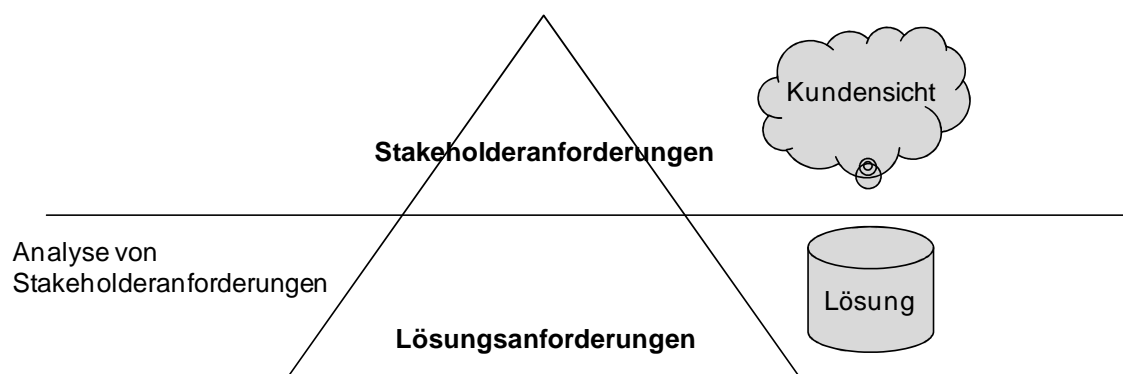 Kundensicht
Stakeholderanforderungen
Analyse von
Stakeholderanforderungen
Lösung
Lösungsanforderungen